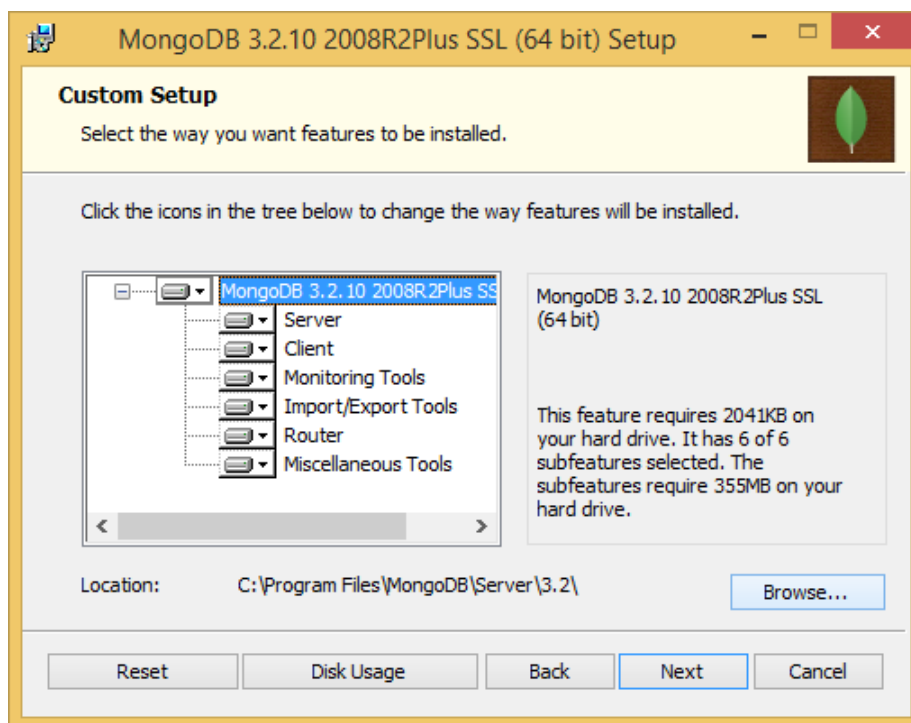 MongoDB 3.2.10 2008R2Plus SSL (64 bit) Setup
Custom Setup
Select the way you want features to be installed.
Click the icons in the tree below to change the way features will be installed.
MongoDB 3.2.10 2008R2Plus SS
Server
Client
Monitoring Tools
Import/Export Tools
Router
Miscellaneous Tools
MongoDB 3.2.10 2008R2Plus SSL
(64 bit)
This feature requires 2041KB on
your hard drive. It has 6 of 6
subfeatures selected. The
subfeatures require 355MB on your
hard drive.
Location: C:\Program Files\MongoDB\Server\3.2\
Browse...
Reset Disk Usage Back Next Cancel